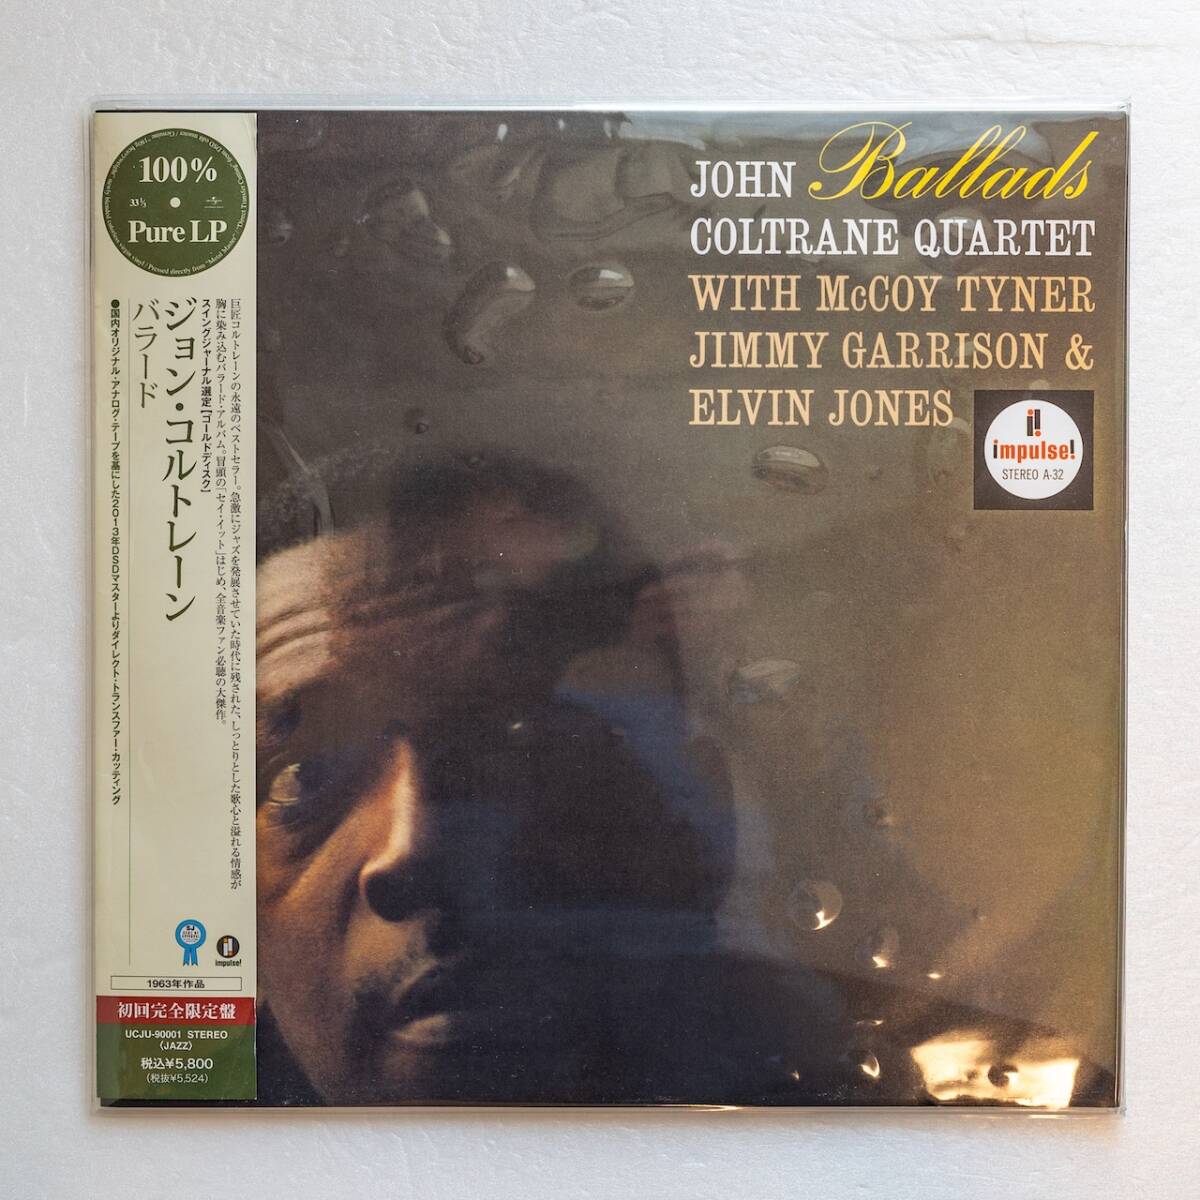 100%
33 1/3
Pure LP
ジョン・コルトレーン
バラード
巨匠コルトレーンの永遠のベストセラー。急激にジャズを発展させていた時代に残された、しっとりとした歌心と溢れる情感が
胸に染み込むバラード・アルバム。冒頭の「セイ・イット」はじめ、全音楽ファン必聴の大傑作。
スイングジャーナル選定【ゴールドディスク】
●国内オリジナル・アナログ・テープを基にした2013年DSDマスターよりダイレクト・トランスファー・カッティング
SJ
impulse!
1963年作品
初回完全限定盤
UCJU-90001 STEREO
〈JAZZ〉
税込¥5,800
(税抜¥5,524)
JOHN Ballads
COLTRANE QUARTET
WITH McCOY TYNER
JIMMY GARRISON &
ELVIN JONES
impulse!
STEREO A-32